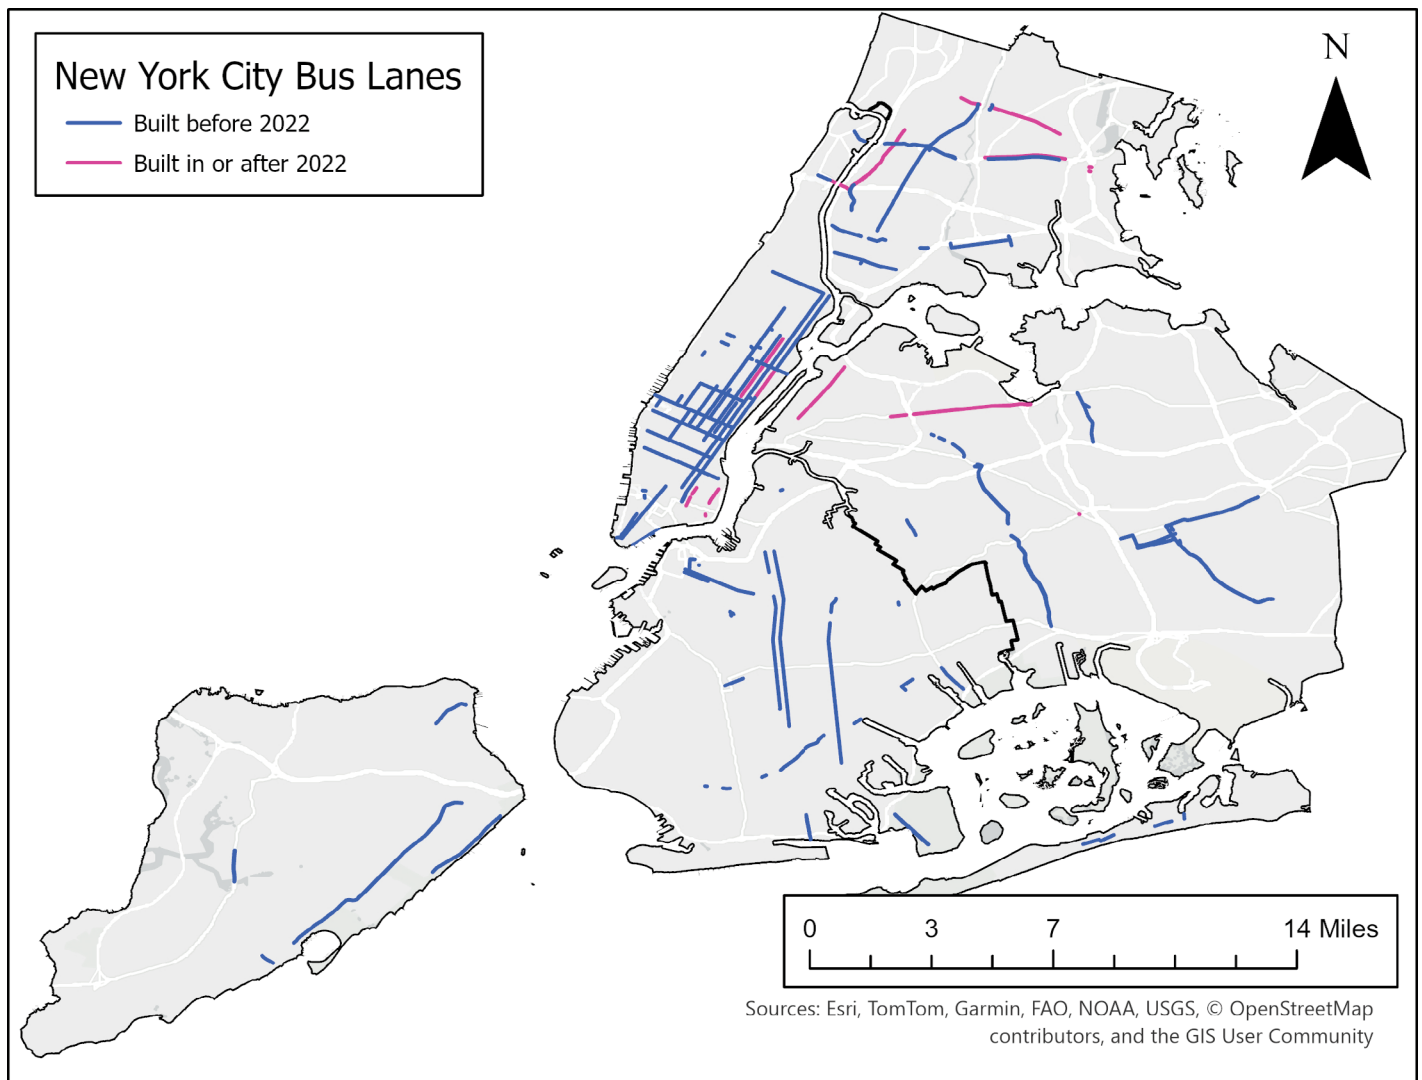 New York City Bus Lanes
Built before 2022
Built in or after 2022
N
0 3 7 14 Miles
Sources: Esri, TomTom, Garmin, FAO, NOAA, USGS, © OpenStreetMap
contributors, and the GIS User Community